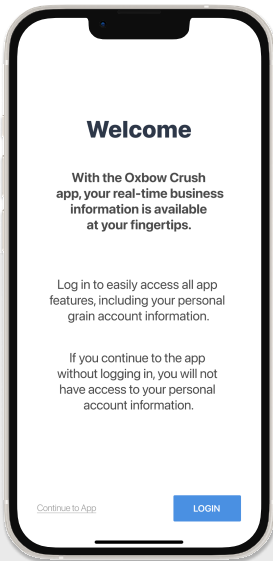 Welcome
With the Oxbow Crush
app, your real-time business
information is available
at your fingertips.
Log in to easily access all app
features, including your personal
grain account information.
If you continue to the app
without logging in, you will not
have access to your personal
account information.
Continue to App
LOGIN